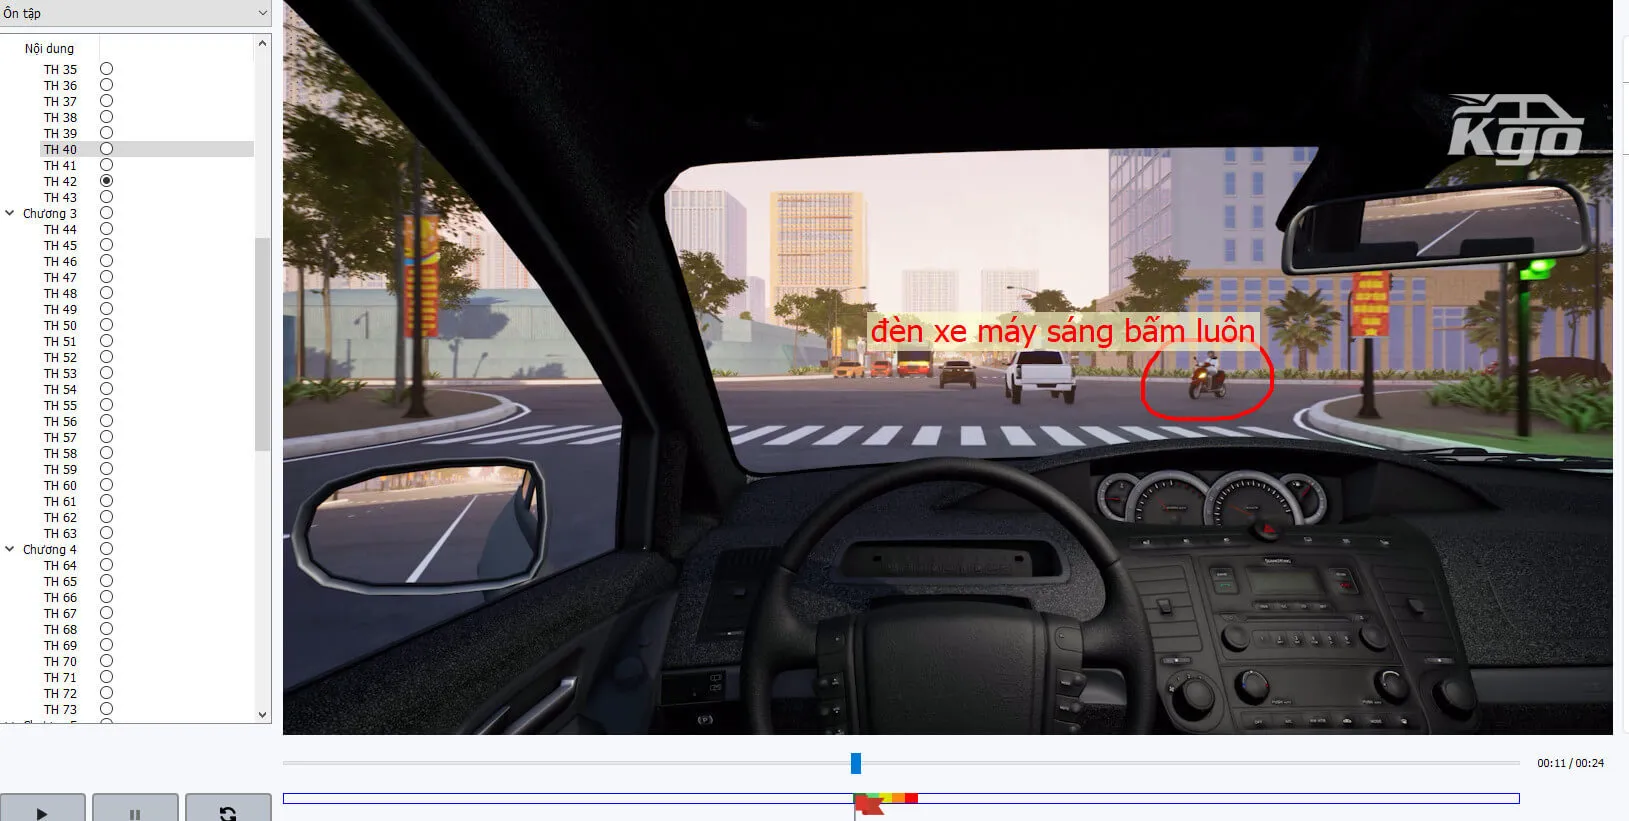 Ôn tập
Nội dung
TH 35
TH 36
TH 37
TH 38
TH 39
TH 40
TH 41
TH 42
TH 43
Chương 3
TH 44
TH 45
TH 46
TH 47
TH 48
TH 49
TH 50
TH 51
TH 52
TH 53
TH 54
TH 55
TH 56
TH 57
TH 58
TH 59
TH 60
TH 61
TH 62
TH 63
Chương 4
TH 64
TH 65
TH 66
TH 67
TH 68
TH 69
TH 70
TH 71
TH 72
TH 73
Kgo
đèn xe máy sáng bấm luôn
00:11 / 00:24